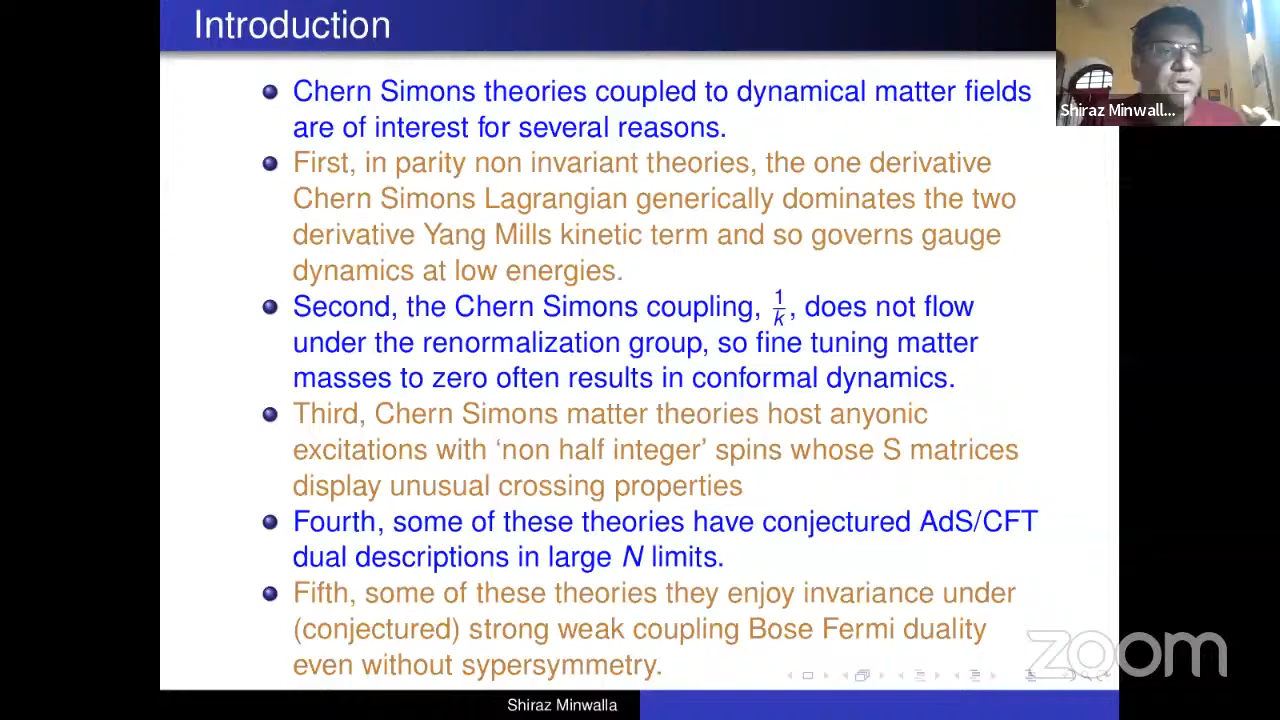 Introduction
Chern Simons theories coupled to dynamical matter fields
are of interest for several reasons.
First, in parity non invariant theories, the one derivative
Chern Simons Lagrangian generically dominates the two
derivative Yang Mills kinetic term and so governs gauge
dynamics at low energies.
Second, the Chern Simons coupling, 1/k, does not flow
under the renormalization group, so fine tuning matter
masses to zero often results in conformal dynamics.
Third, Chern Simons matter theories host anyonic
excitations with ‘non half integer’ spins whose S matrices
display unusual crossing properties
Fourth, some of these theories have conjectured AdS/CFT
dual descriptions in large N limits.
Fifth, some of these theories they enjoy invariance under
(conjectured) strong weak coupling Bose Fermi duality
even without sypersymmetry.
Shiraz Minwalla
Shiraz Minwall...
zoom